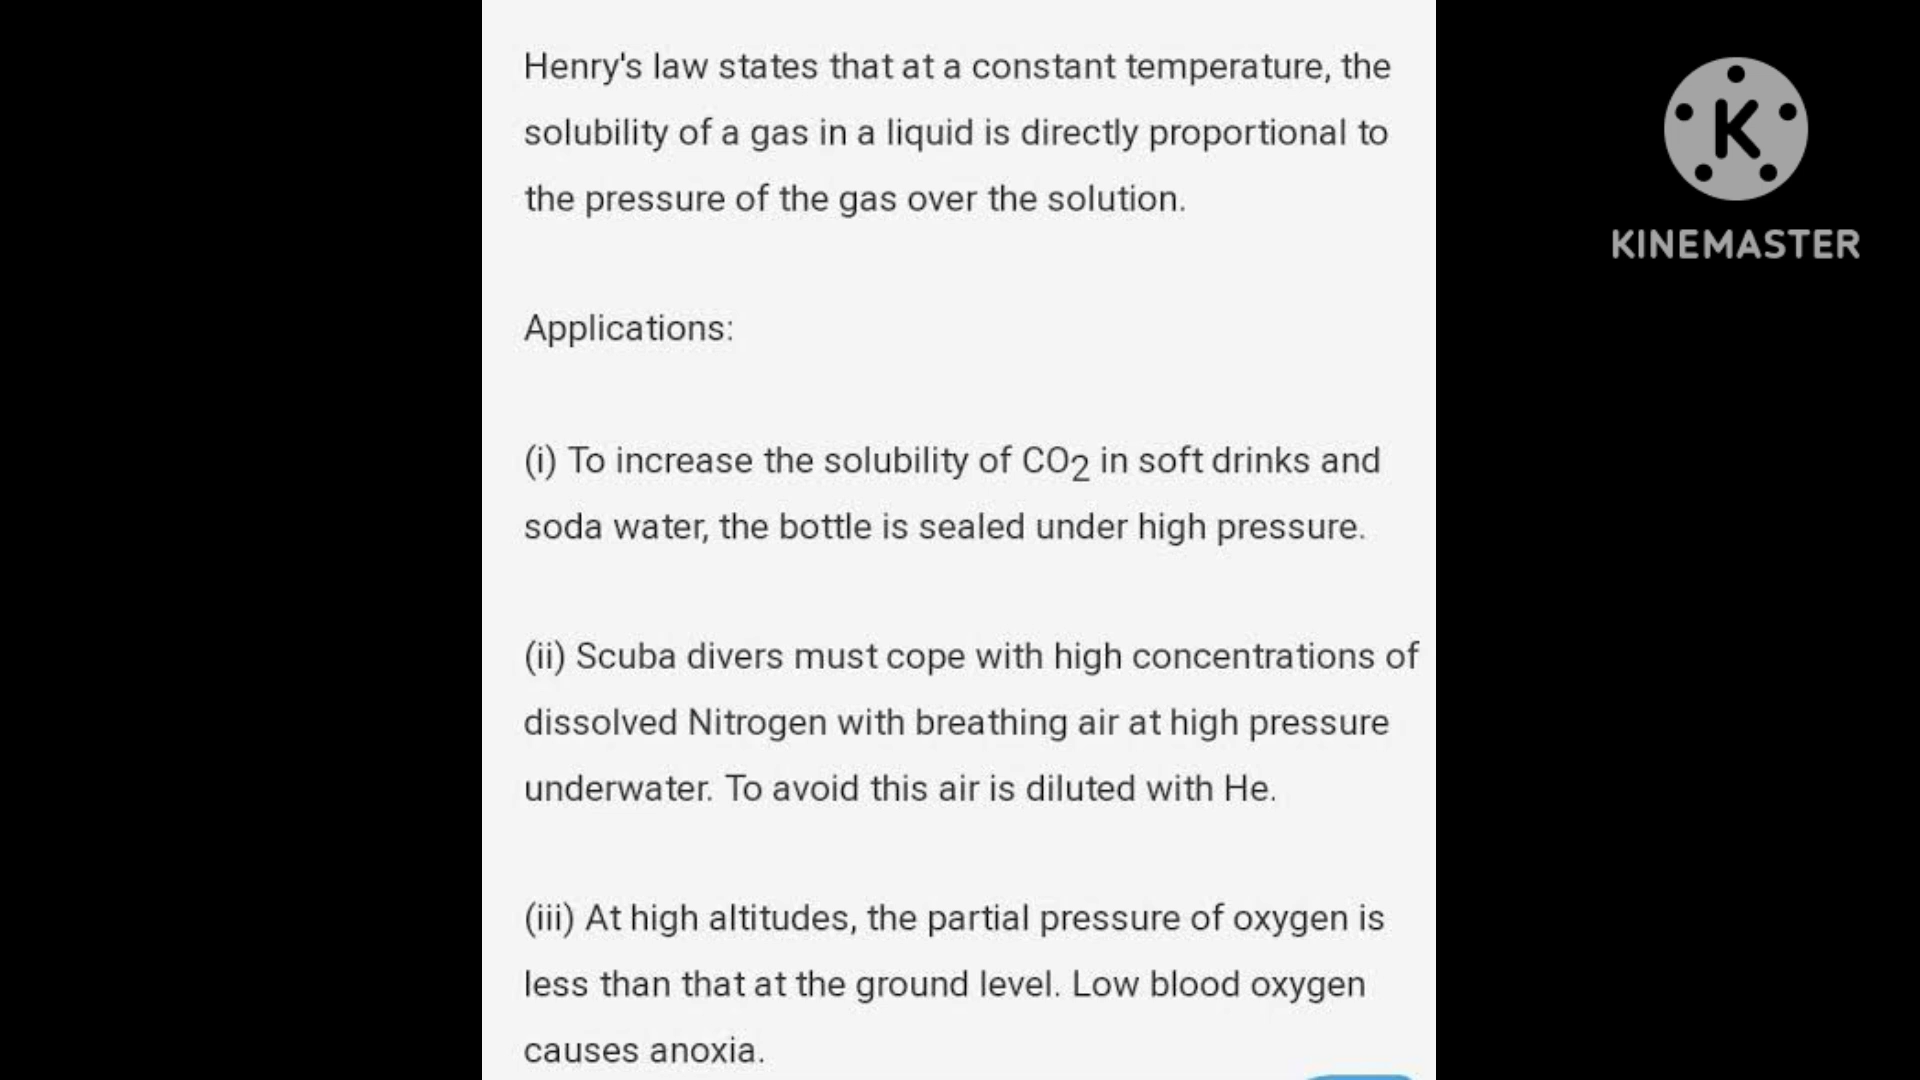 Henry's law states that at a constant temperature, the
solubility of a gas in a liquid is directly proportional to
the pressure of the gas over the solution.
Applications:
(i) To increase the solubility of CO2 in soft drinks and
soda water, the bottle is sealed under high pressure.
(ii) Scuba divers must cope with high concentrations of
dissolved Nitrogen with breathing air at high pressure
underwater. To avoid this air is diluted with He.
(iii) At high altitudes, the partial pressure of oxygen is
less than that at the ground level. Low blood oxygen
causes anoxia.
K
KINEMASTER